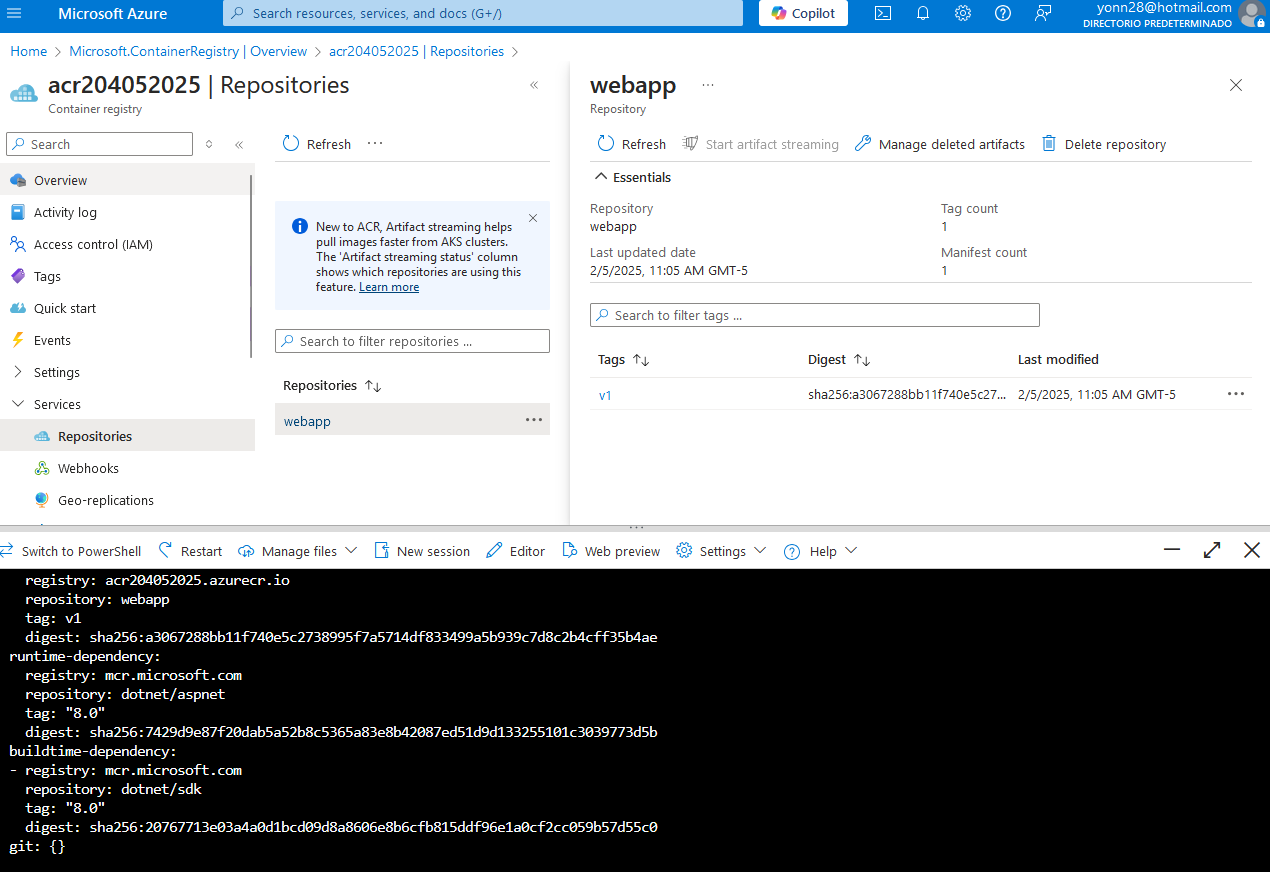 Microsoft Azure
Search resources, services, and docs (G+/)
Copilot
yonn28@hotmail.com
DIRECTORIO PREDETERMINADO
Home > Microsoft.ContainerRegistry | Overview > acr204052025 | Repositories >
acr204052025 | Repositories
Container registry
Search
Overview
Activity log
Access control (IAM)
Tags
Quick start
Events
Settings
Services
Repositories
Webhooks
Geo-replications
Refresh
New to ACR, Artifact streaming helps
pull images faster from AKS clusters.
The 'Artifact streaming status' column
shows which repositories are using this
feature. Learn more
Search to filter repositories ...
Repositories
webapp
webapp
Repository
Refresh
Start artifact streaming
Manage deleted artifacts
Delete repository
Essentials
Repository
webapp
Tag count
1
Last updated date
2/5/2025, 11:05 AM GMT-5
Manifest count
1
Search to filter tags ...
Tags Digest Last modified
v1 sha256:a3067288bb11f740e5c27... 2/5/2025, 11:05 AM GMT-5
Switch to PowerShell Restart Manage files New session Editor Web preview Settings Help
registry: acr204052025.azurecr.io
repository: webapp
tag: v1
digest: sha256:a3067288bb11f740e5c2738995f7a5714df833499a5b939c7d8c2b4cff35b4ae
runtime-dependency:
registry: mcr.microsoft.com
repository: dotnet/aspnet
tag: "8.0"
digest: sha256:7429d9e87f20dab5a52b8c5365a83e8b42087ed51d9d133255101c3039773d5b
buildtime-dependency:
- registry: mcr.microsoft.com
repository: dotnet/sdk
tag: "8.0"
digest: sha256:20767713e03a4a0d1bcd09d8a8606e8b6cfb815ddf96e1a0cf2cc059b57d55c0
git: {}